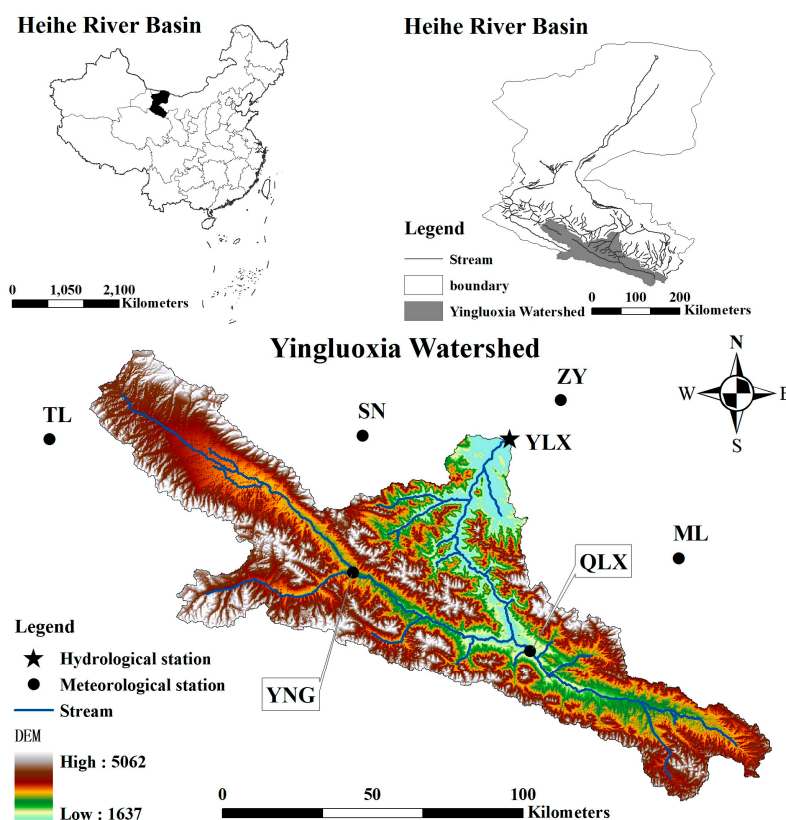 Heihe River Basin
0 1,050 2,100
Kilometers
Heihe River Basin
Legend
Stream
boundary
Yingluoxia Watershed
0 100 200
Kilometers
Yingluoxia Watershed
N
W E
S
TL
SN
ZY
YLX
ML
QLX
YNG
Legend
Hydrological station
Meteorological station
Stream
DEM
High : 5062
Low : 1637
0 50 100
Kilometers